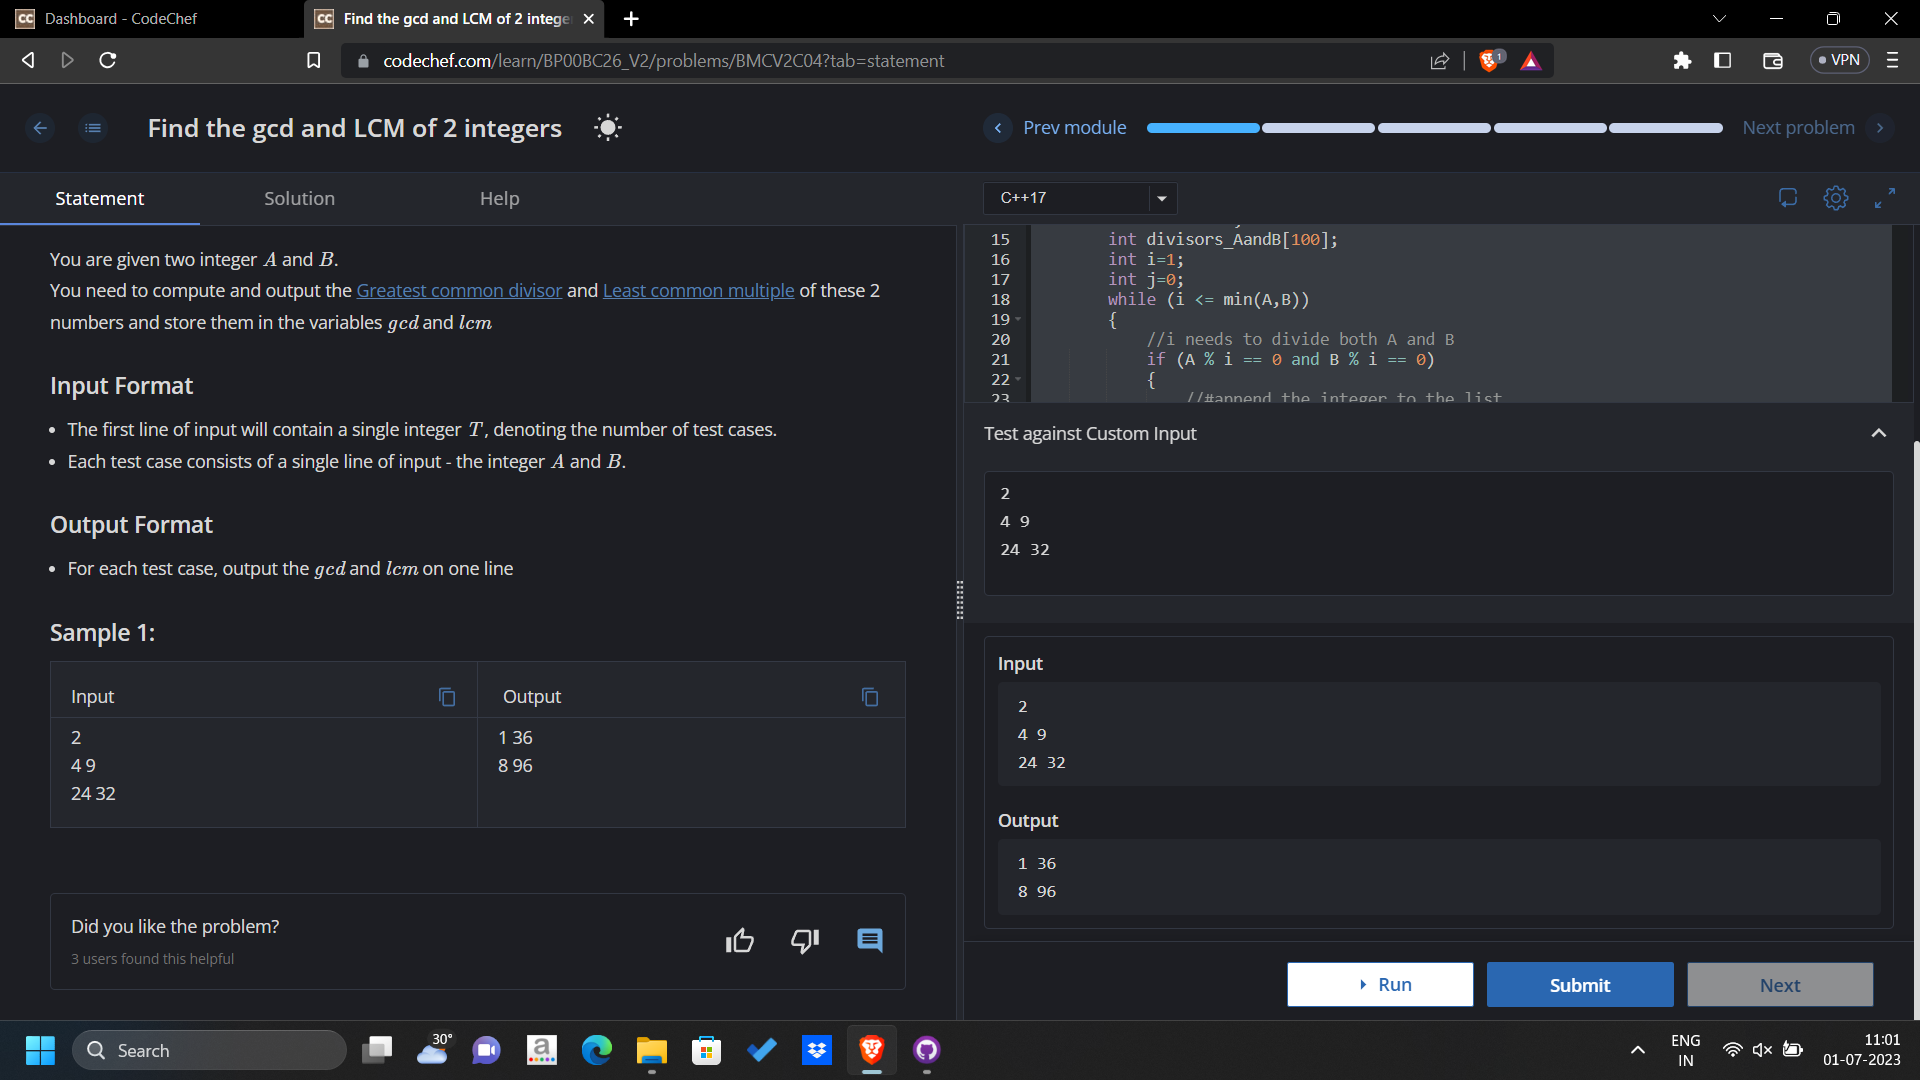 Dashboard - CodeChef
Find the gcd and LCM of 2 intege
codechef.com/learn/BP00BC26_V2/problems/BMCV2C04?tab=statement
1
VPN
Find the gcd and LCM of 2 integers
Prev module
Next problem
Statement
Solution
Help
C++17
You are given two integer A and B.
You need to compute and output the Greatest common divisor and Least common multiple of these 2
numbers and store them in the variables gcd and lcm
Input Format
• The first line of input will contain a single integer T, denoting the number of test cases.
• Each test case consists of a single line of input - the integer A and B.
Output Format
• For each test case, output the gcd and lcm on one line
Sample 1:
Input
Output
2
4 9
24 32
1 36
8 96
Did you like the problem?
3 users found this helpful
15 int divisors_AandB[100];
16 int i=1;
17 int j=0;
18 while (i <= min(A,B))
19 {
20 //i needs to divide both A and B
21 if (A % i == 0 and B % i == 0)
22 {
23 //#append the integer to the list
Test against Custom Input
2
4 9
24 32
Input
2
4 9
24 32
Output
1 36
8 96
Run
Submit
Next
Search
30°
ENG
IN
11:01
01-07-2023